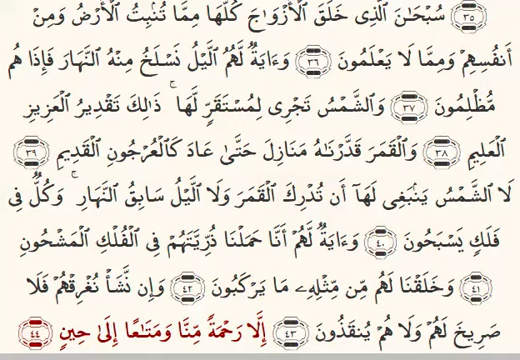 ﴿٣٥﴾ سُبْحَٰنَ ٱلَّذِى خَلَقَ ٱلْأَزْوَٰجَ كُلَّهَا مِمَّا تُنۢبِتُ ٱلْأَرْضُ وَمِنْ
أَنفُسِهِمْ وَمِمَّا لَا يَعْلَمُونَ ﴿٣٦﴾ وَءَايَةٌ لَّهُمُ ٱلَّيْلُ نَسْلَخُ مِنْهُ ٱلنَّهَارَ فَإِذَا هُم
مُّظْلِمُونَ ﴿٣٧﴾ وَٱلشَّمْسُ تَجْرِى لِمُسْتَقَرٍّ لَّهَا ۚ ذَٰلِكَ تَقْدِيرُ ٱلْعَزِيزِ
ٱلْعَلِيمِ ﴿٣٨﴾ وَٱلْقَمَرَ قَدَّرْنَٰهُ مَنَازِلَ حَتَّىٰ عَادَ كَٱلْعُرْجُونِ ٱلْقَدِيمِ ﴿٣٩﴾
لَا ٱلشَّمْسُ يَنۢبَغِى لَهَآ أَن تُدْرِكَ ٱلْقَمَرَ وَلَا ٱلَّيْلُ سَابِقُ ٱلنَّهَارِ ۚ وَكُلٌّ فِى
فَلَكٍ يَسْبَحُونَ ﴿٤٠﴾ وَءَايَةٌ لَّهُمْ أَنَّا حَمَلْنَا ذُرِّيَّتَهُمْ فِى ٱلْفُلْكِ ٱلْمَشْحُونِ
﴿٤١﴾ وَخَلَقْنَا لَهُم مِّن مِّثْلِهِۦ مَا يَرْكَبُونَ ﴿٤٢﴾ وَإِن نَّشَأْ نُغْرِقْهُمْ فَلَا
صَرِيخَ لَهُمْ وَلَا هُمْ يُنقَذُونَ ﴿٤٣﴾ إِلَّا رَحْمَةً مِّنَّا وَمَتَٰعًا إِلَىٰ حِينٍ ﴿٤٤﴾